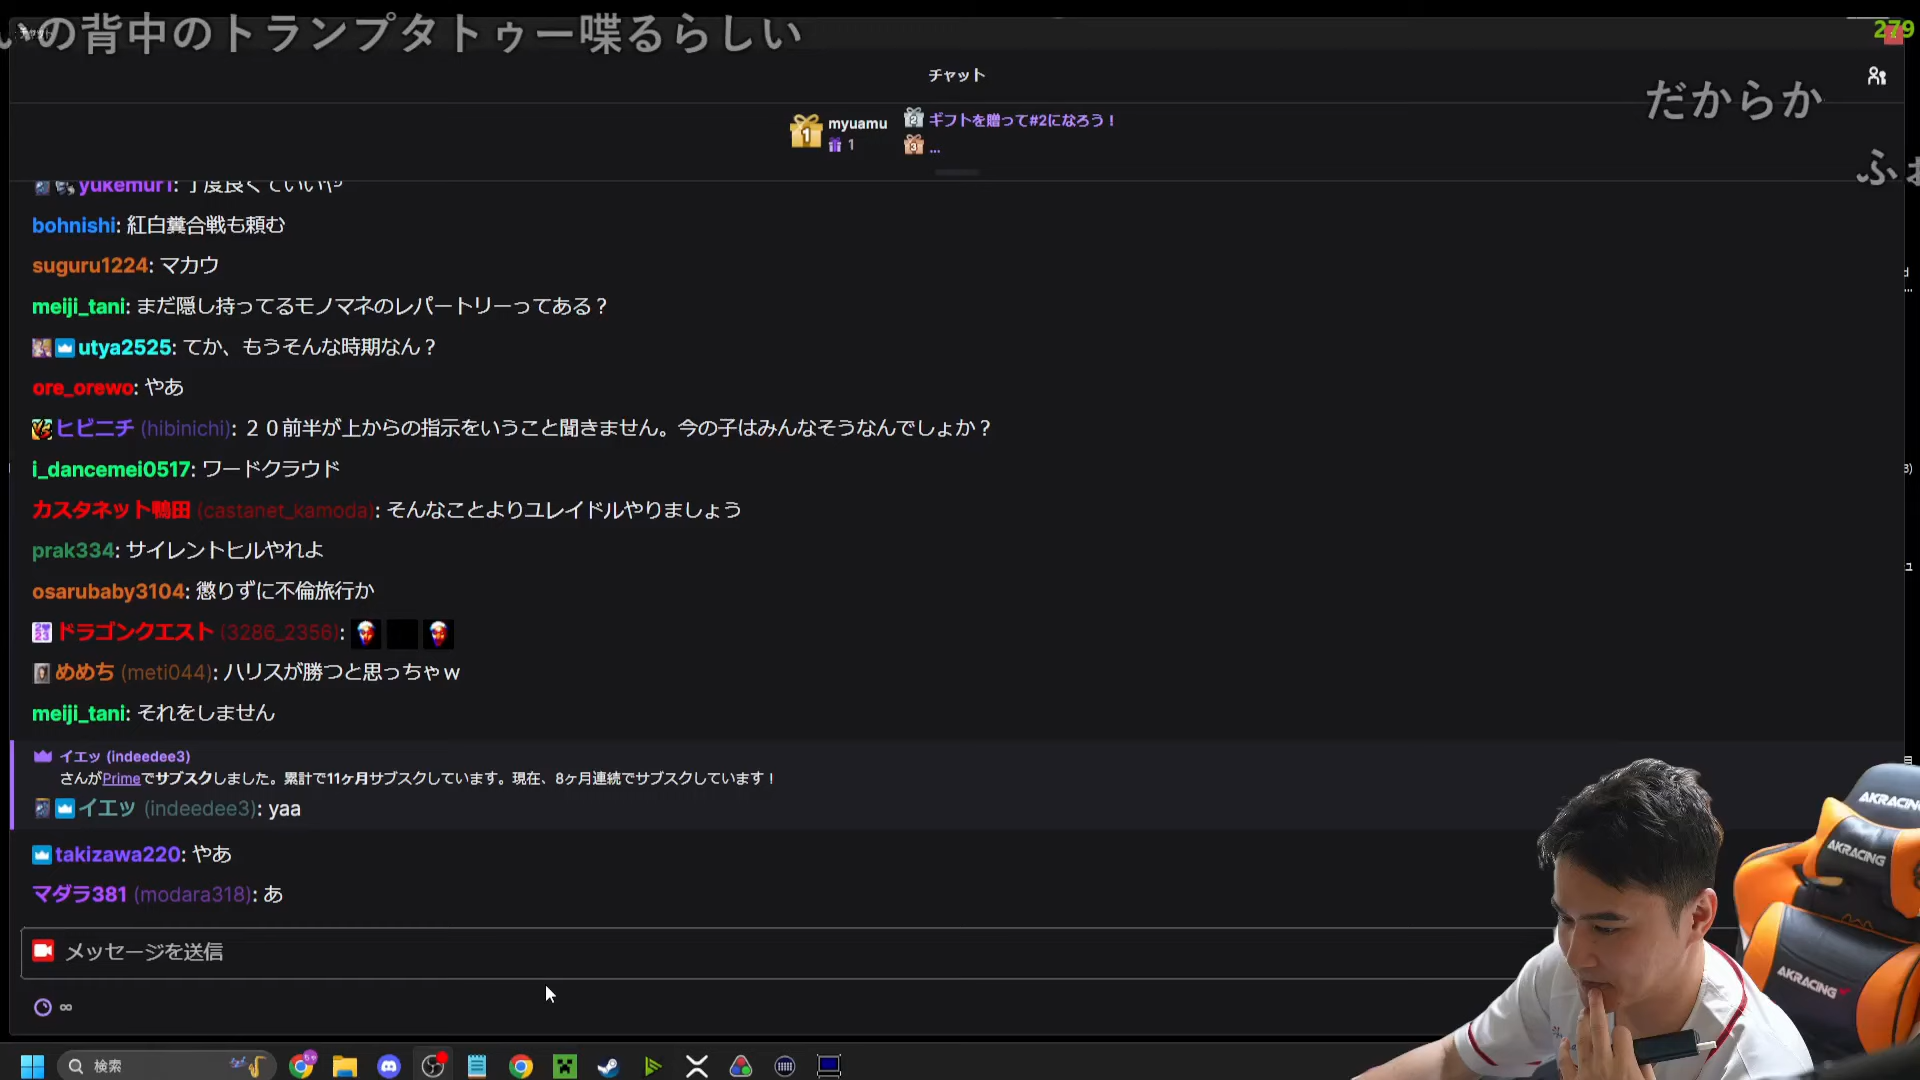 いの背中のトランプタトゥー喋るらしい
279
チャット
だからか
myuamu
1
ギフトを贈って#2になろう！
...
yukemuri: 丁度良くていいや
bohnishi: 紅白糞合戦も頼む
suguru1224: マカウ
meiji_tani: まだ隠し持ってるモノマネのレパートリーってある？
utya2525: てか、もうそんな時期なん？
ore_orewo: やあ
ヒビニチ (hibinichi): ２０前半が上からの指示をいうこと聞きません。今の子はみんなそうなんでしょか？
i_dancemei0517: ワードクラウド
カスタネット鴨田 (castanet_kamoda): そんなことよりユレイドルやりましょう
prak334: サイレントヒルやれよ
osarubaby3104: 懲りずに不倫旅行か
ドラゴンクエスト (3286_2356):
めめち (meti044): ハリスが勝つと思っちゃｗ
meiji_tani: それをしません
イエッ (indeedee3)
さんがPrimeでサブスクしました。累計で11ヶ月サブスクしています。現在、8ヶ月連続でサブスクしています！
イエッ (indeedee3): yaa
takizawa220: やあ
マダラ381 (modara318): あ
メッセージを送信
∞
AKRACING
AKRACING
AKRACING
検索